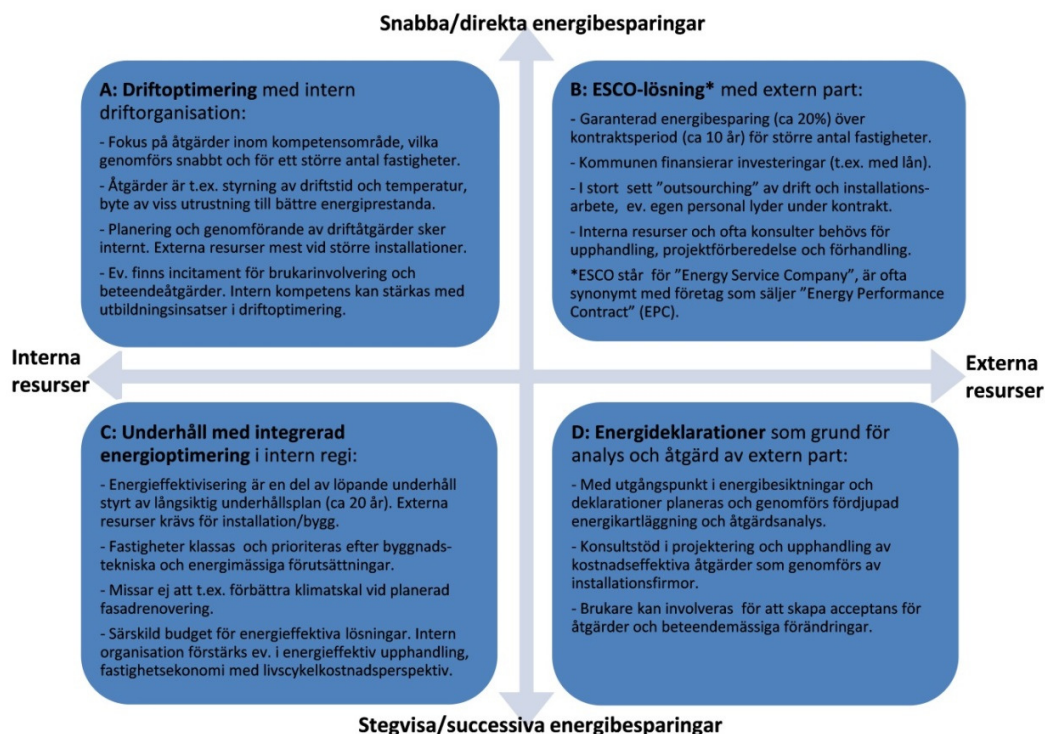 Snabba/direkta energibesparingar
A: Driftoptimering med intern
driftorganisation:
- Fokus på åtgärder inom kompetensområde, vilka
genomförs snabbt och för ett större antal fastigheter.
- Åtgärder är t.ex. styrning av driftstid och temperatur,
byte av viss utrustning till bättre energiprestanda.
- Planering och genomförande av driftåtgärder sker
internt. Externa resurser mest vid större installationer.
- Ev. finns incitament för brukarinvolvering och
beteendeåtgärder. Intern kompetens kan stärkas med
utbildningsinsatser i driftoptimering.
B: ESCO-lösning* med extern part:
- Garanterad energibesparing (ca 20%) över
kontraktsperiod (ca 10 år) för större antal fastigheter.
- Kommunen finansierar investeringar (t.ex. med lån).
- I stort sett ”outsourching” av drift och installations-
arbete, ev. egen personal lyder under kontrakt.
- Interna resurser och ofta konsulter behövs för
upphandling, projektförberedelse och förhandling.
*ESCO står för ”Energy Service Company”, är ofta
synonymt med företag som säljer ”Energy Performance
Contract” (EPC).
Interna
resurser
Externa
resurser
C: Underhåll med integrerad
energioptimering i intern regi:
- Energieffektivisering är en del av löpande underhåll
styrt av långsiktig underhållsplan (ca 20 år). Externa
resurser krävs för installation/bygg.
- Fastigheter klassas och prioriteras efter byggnads-
tekniska och energimässiga förutsättningar.
- Missar ej att t.ex. förbättra klimatskal vid planerad
fasadrenovering.
- Särskild budget för energieffektiva lösningar. Intern
organisation förstärks ev. i energieffektiv upphandling,
fastighetsekonomi med livscykelkostnadsperspektiv.
D: Energideklarationer som grund för
analys och åtgärd av extern part:
- Med utgångspunkt i energibesiktningar och
deklarationer planeras och genomförs fördjupad
energikartläggning och åtgärdsanalys.
- Konsultstöd i projektering och upphandling av
kostnadseffektiva åtgärder som genomförs av
installationsfirmor.
- Brukare kan involveras för att skapa acceptans för
åtgärder och beteendemässiga förändringar.
Stegvisa/successiva energibesparingar